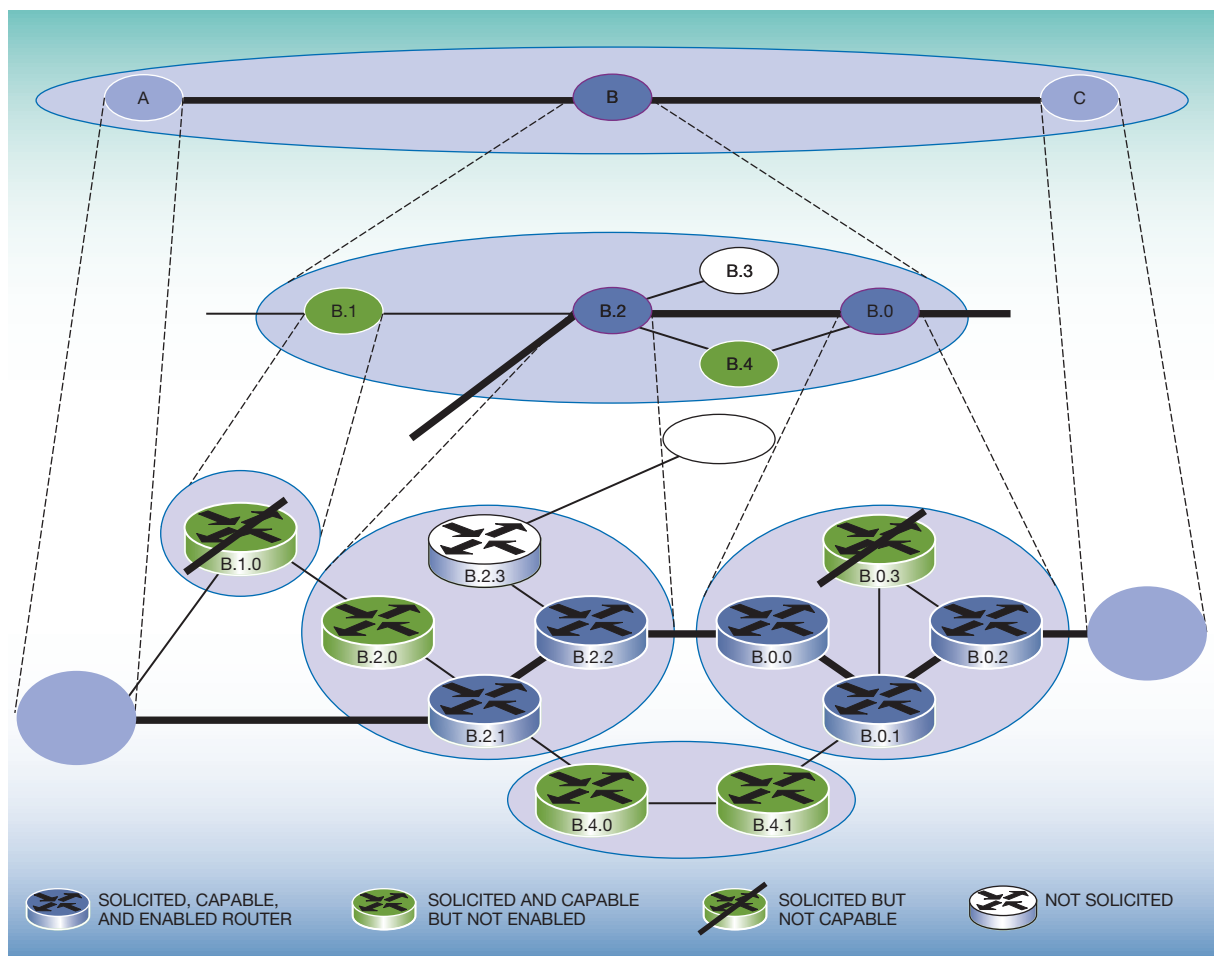 A
B
C
B.3
B.1
B.2
B.0
B.4
B.1.0
B.2.3
B.0.3
B.2.0
B.2.2
B.0.0
B.0.2
B.2.1
B.0.1
B.4.0
B.4.1
SOLICITED, CAPABLE,
AND ENABLED ROUTER
SOLICITED AND CAPABLE
BUT NOT ENABLED
SOLICITED BUT
NOT CAPABLE
NOT SOLICITED